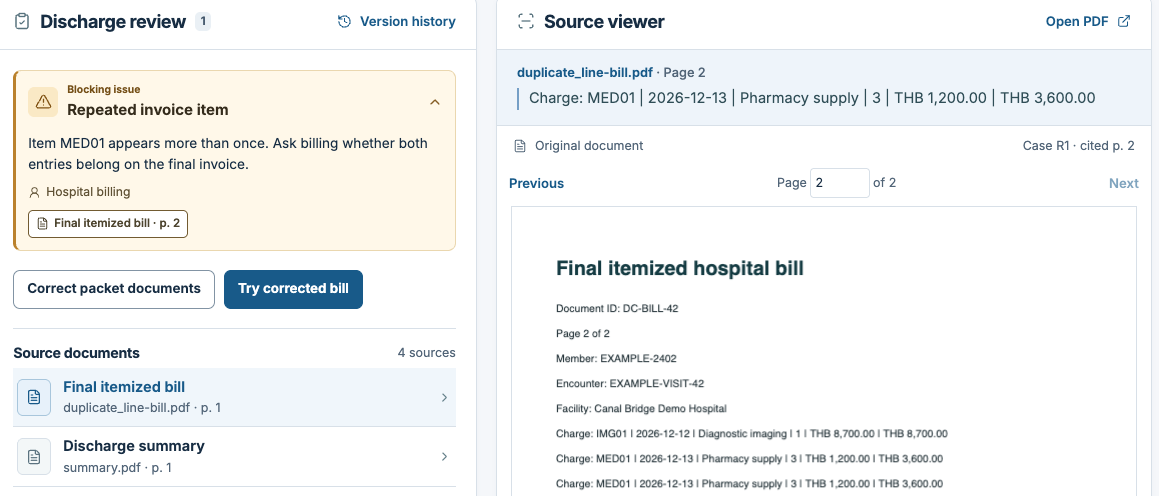 Discharge review 1
Version history
Blocking issue
Repeated invoice item
Item MED01 appears more than once. Ask billing whether both
entries belong on the final invoice.
Hospital billing
Final itemized bill · p. 2
Correct packet documents
Try corrected bill
Source documents
4 sources
Final itemized bill
duplicate_line-bill.pdf · p. 1
Discharge summary
summary.pdf · p. 1
Source viewer
Open PDF
duplicate_line-bill.pdf · Page 2
Charge: MED01 | 2026-12-13 | Pharmacy supply | 3 | THB 1,200.00 | THB 3,600.00
Original document
Case R1 · cited p. 2
Previous
Page 2 of 2
Next
Final itemized hospital bill
Document ID: DC-BILL-42
Page 2 of 2
Member: EXAMPLE-2402
Encounter: EXAMPLE-VISIT-42
Facility: Canal Bridge Demo Hospital
Charge: IMG01 | 2026-12-12 | Diagnostic imaging | 1 | THB 8,700.00 | THB 8,700.00
Charge: MED01 | 2026-12-13 | Pharmacy supply | 3 | THB 1,200.00 | THB 3,600.00
Charge: MED01 | 2026-12-13 | Pharmacy supply | 3 | THB 1,200.00 | THB 3,600.00